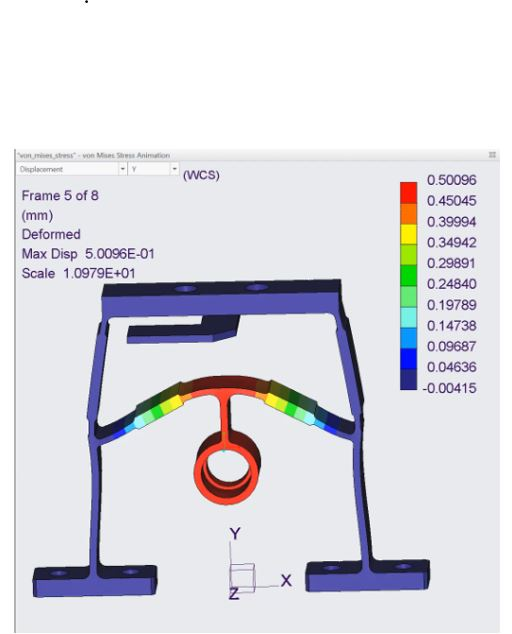 "von_mises_stress" - von Mises Stress Animation
Displacement Y
(WCS)
Frame 5 of 8
(mm)
Deformed
Max Disp 5.0096E-01
Scale 1.0979E+01
0.50096
0.45045
0.39994
0.34942
0.29891
0.24840
0.19789
0.14738
0.09687
0.04636
-0.00415
Y
X
Z